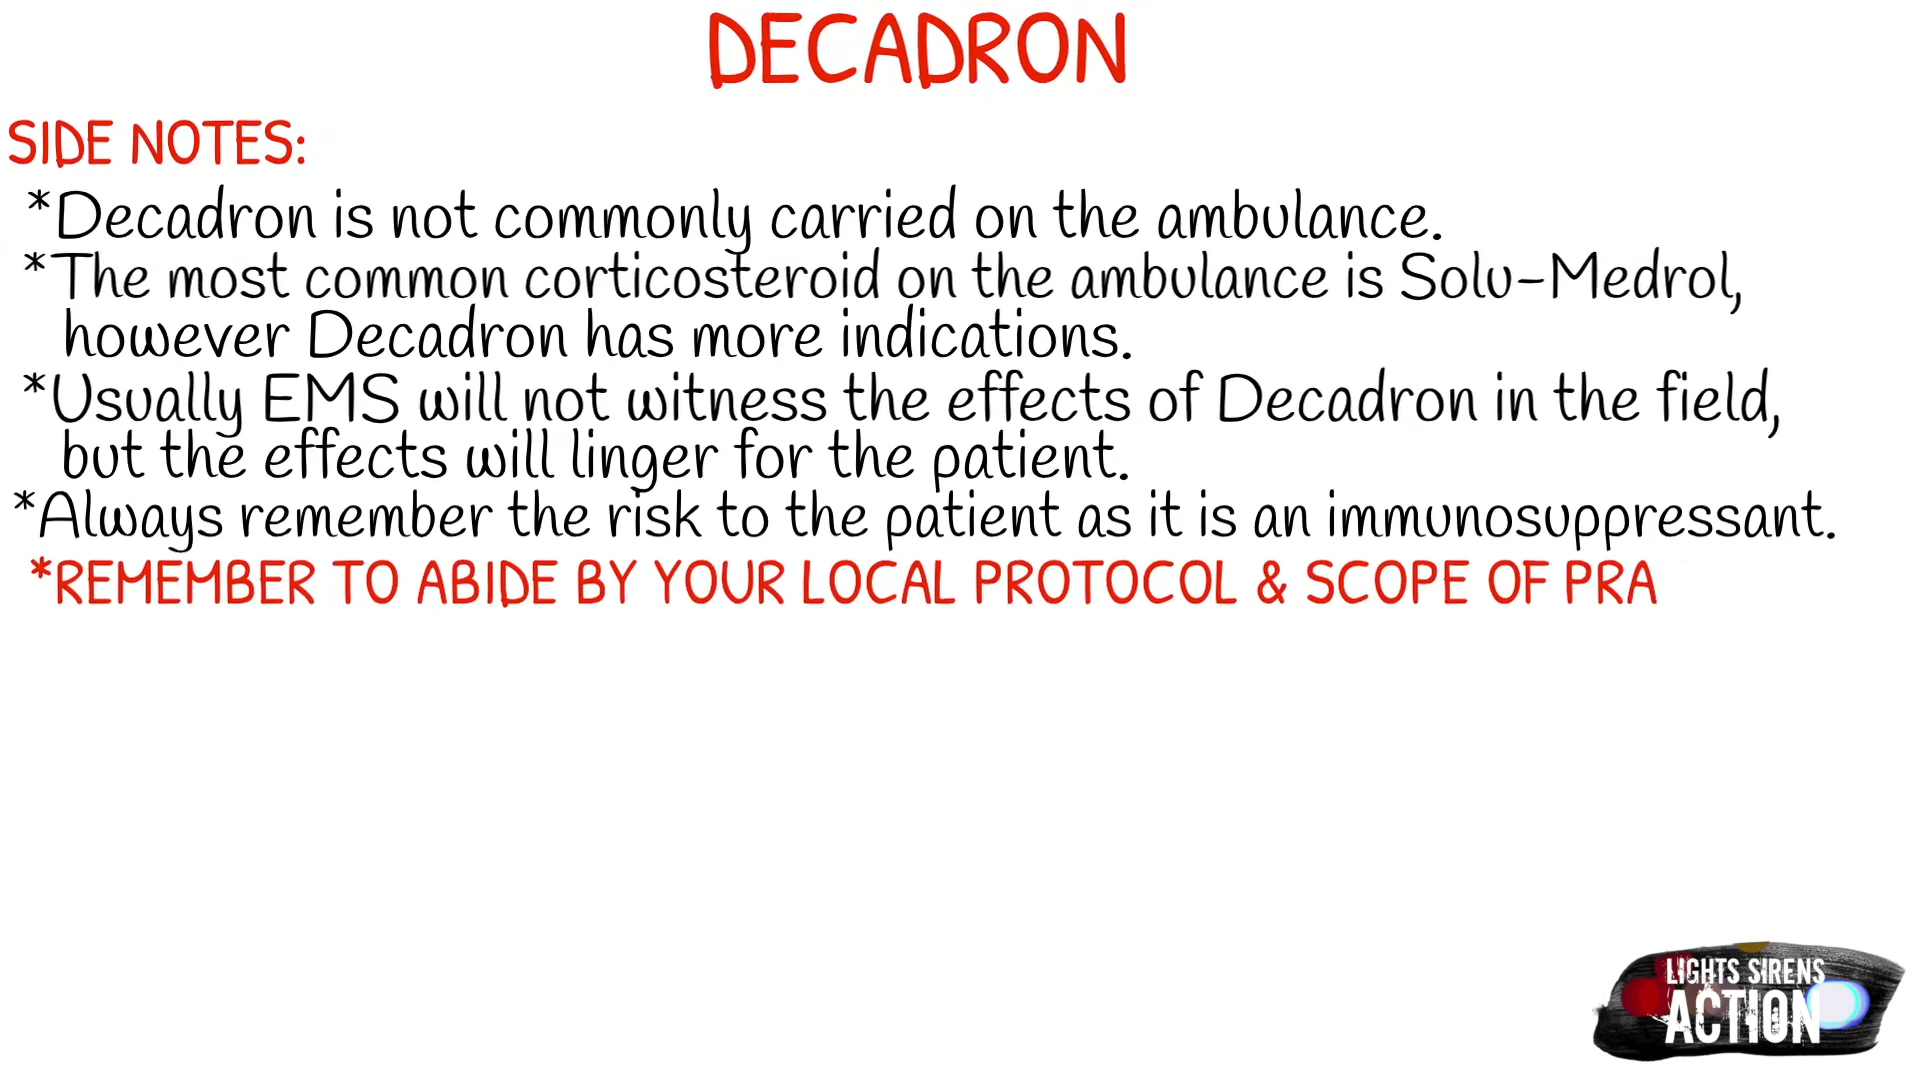 DECADRON
SIDE NOTES:
*Decadron is not commonly carried on the ambulance.
*The most common corticosteroid on the ambulance is Solu-Medrol,
however Decadron has more indications.
*Usually EMS will not witness the effects of Decadron in the field,
but the effects will linger for the patient.
*Always remember the risk to the patient as it is an immunosuppressant.
*REMEMBER TO ABIDE BY YOUR LOCAL PROTOCOL & SCOPE OF PRA
LIGHTS SIRENS
ACTION